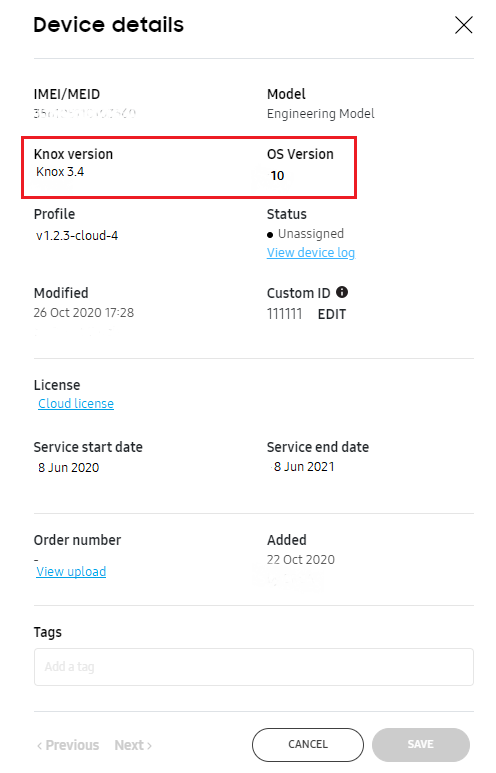 Device details
IMEI/MEID
Model
Engineering Model
Knox version
OS Version
Knox 3.4
10
Profile
Status
v1.2.3-cloud-4
Unassigned
View device log
Modified
Custom ID
26 Oct 2020 17:28
111111 EDIT
License
Cloud license
Service start date
Service end date
8 Jun 2020
8 Jun 2021
Order number
Added
-
22 Oct 2020
View upload
Tags
Add a tag
‹ Previous Next ›
CANCEL
SAVE